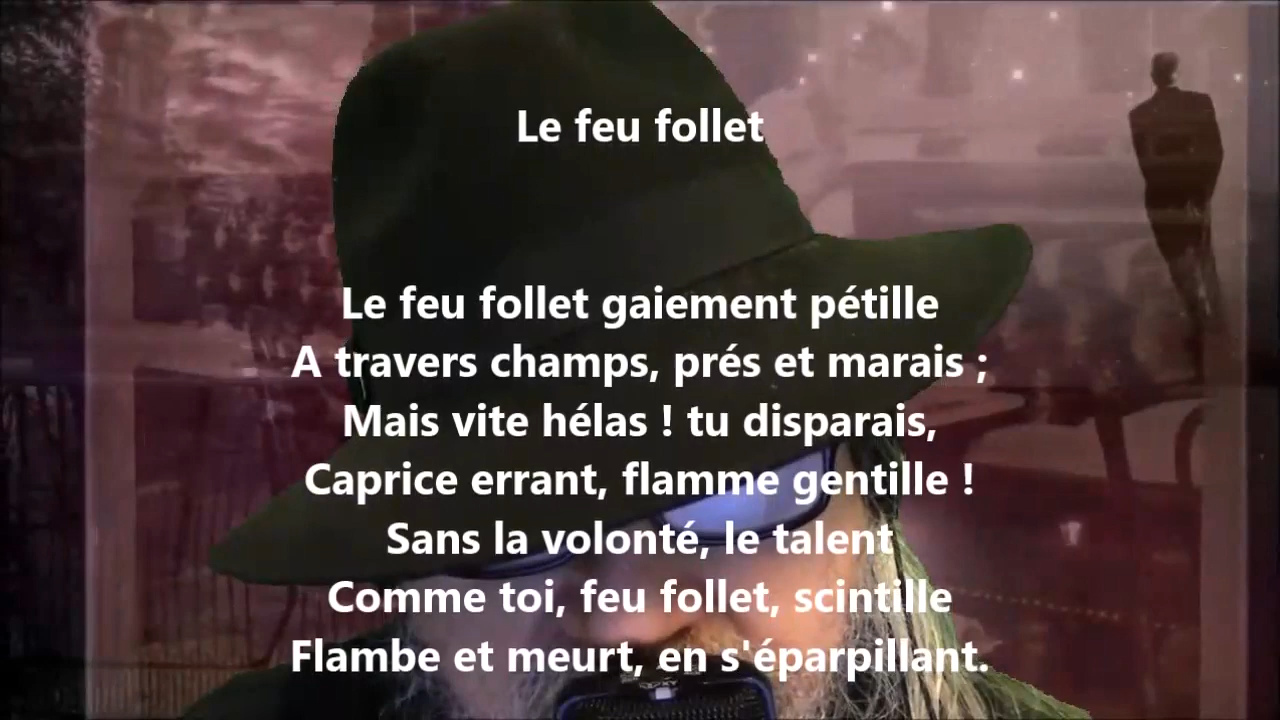 Le feu follet
Le feu follet gaiement pétille
A travers champs, prés et marais ;
Mais vite hélas ! tu disparais,
Caprice errant, flamme gentille !
Sans la volonté, le talent
Comme toi, feu follet, scintille
Flambe et meurt, en s'éparpillant.